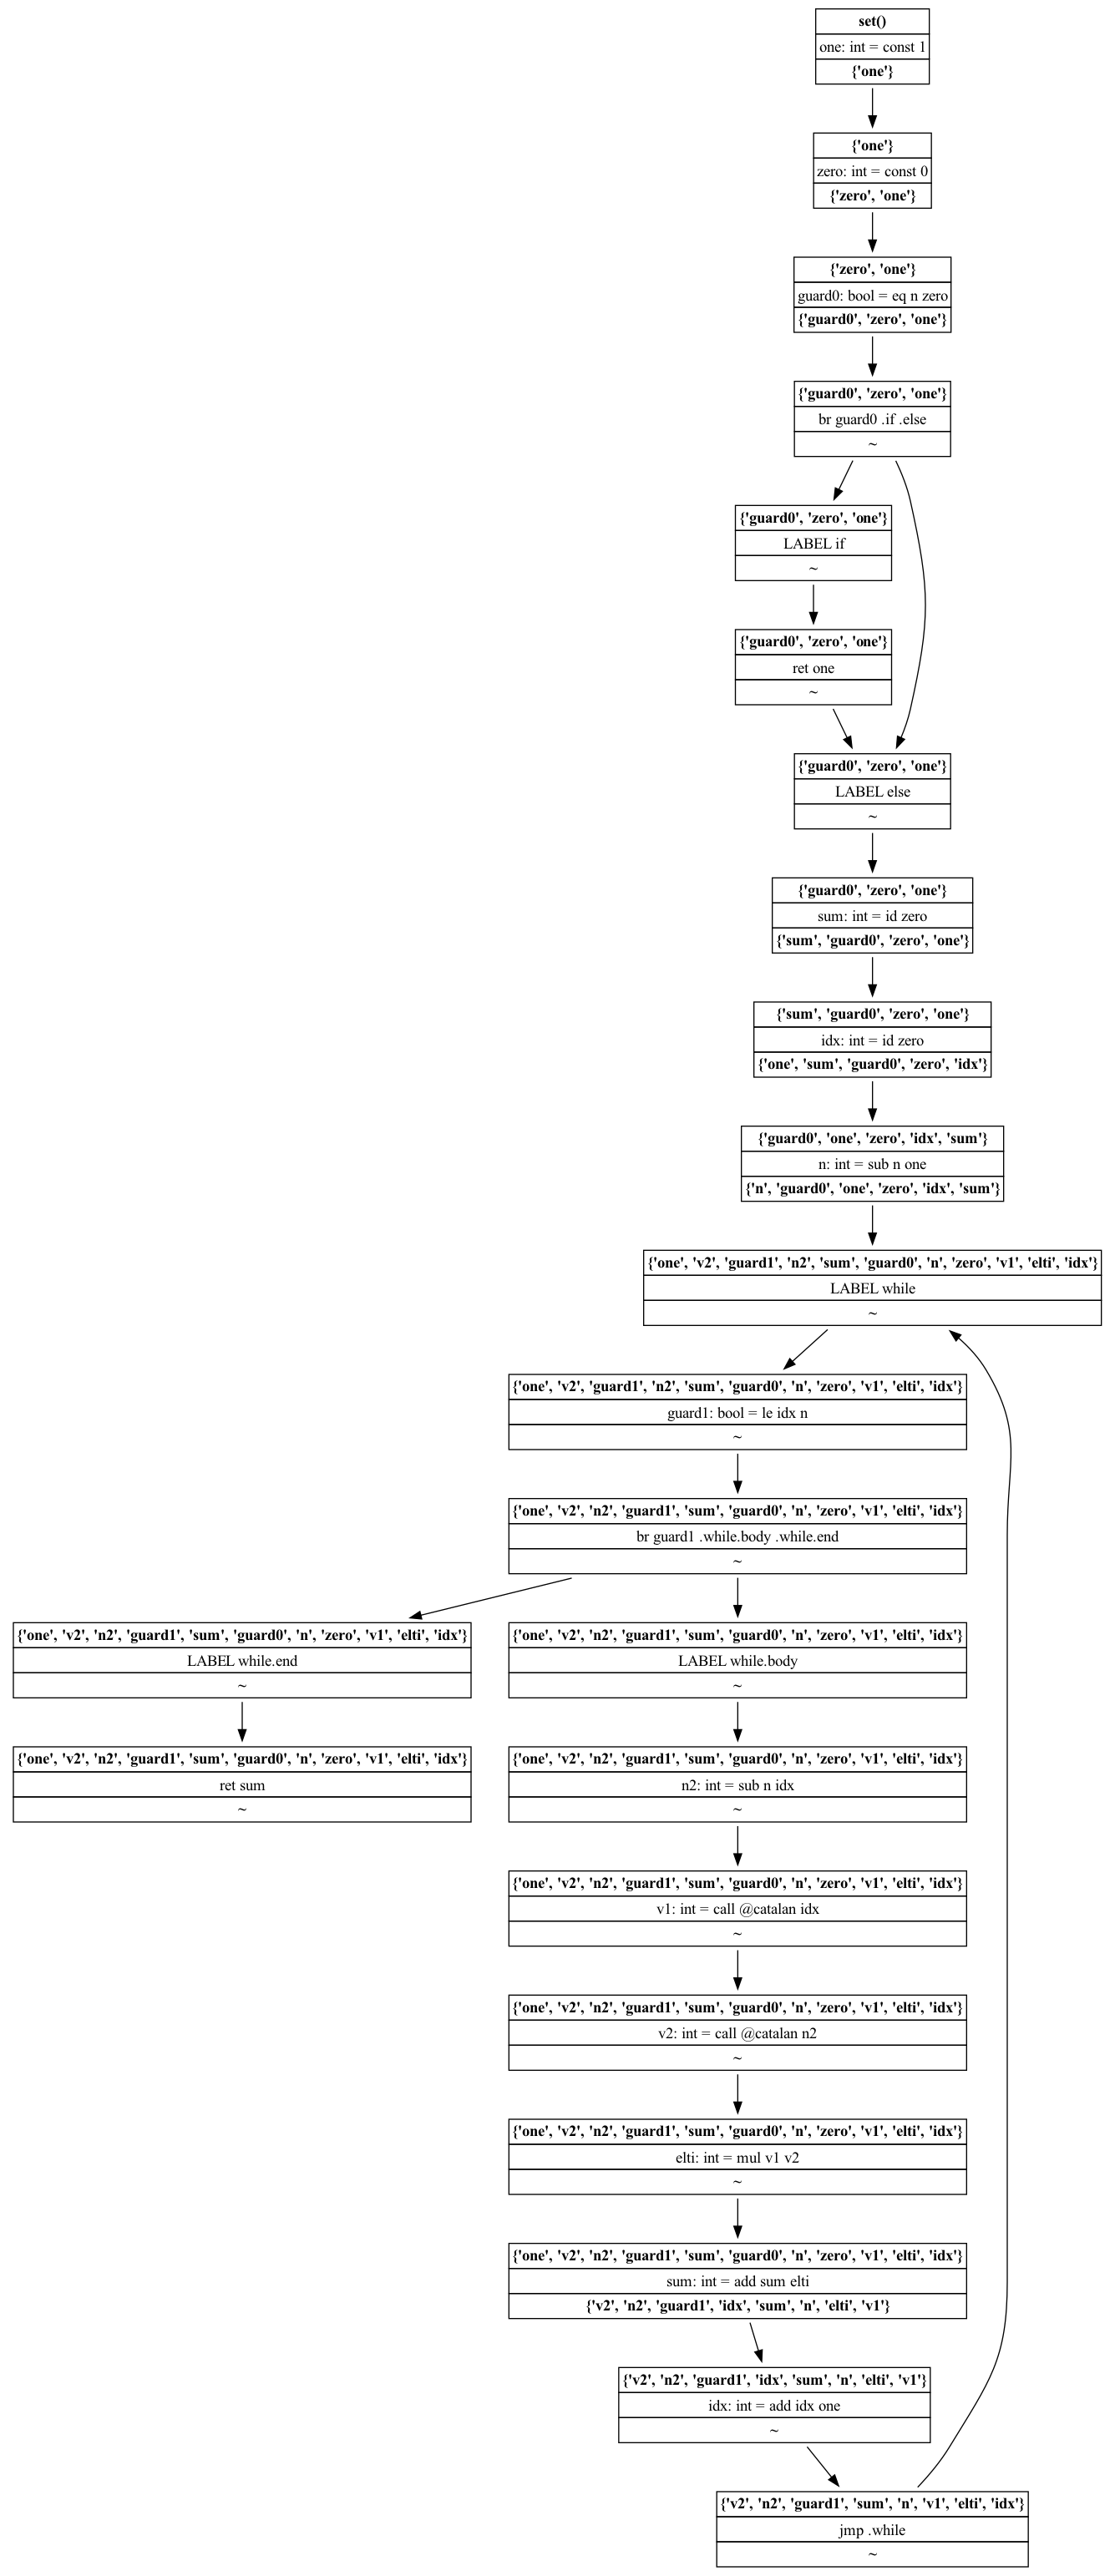 set()
one: int = const 1
{'one'}
{'one'}
zero: int = const 0
{'zero', 'one'}
{'zero', 'one'}
guard0: bool = eq n zero
{'guard0', 'zero', 'one'}
{'guard0', 'zero', 'one'}
br guard0 .if .else
~
{'guard0', 'zero', 'one'}
LABEL if
~
{'guard0', 'zero', 'one'}
ret one
~
{'guard0', 'zero', 'one'}
LABEL else
~
{'guard0', 'zero', 'one'}
sum: int = id zero
{'sum', 'guard0', 'zero', 'one'}
{'sum', 'guard0', 'zero', 'one'}
idx: int = id zero
{'one', 'sum', 'guard0', 'zero', 'idx'}
{'guard0', 'one', 'zero', 'idx', 'sum'}
n: int = sub n one
{'n', 'guard0', 'one', 'zero', 'idx', 'sum'}
{'one', 'v2', 'guard1', 'n2', 'sum', 'guard0', 'n', 'zero', 'v1', 'elti', 'idx'}
LABEL while
~
{'one', 'v2', 'guard1', 'n2', 'sum', 'guard0', 'n', 'zero', 'v1', 'elti', 'idx'}
guard1: bool = le idx n
~
{'one', 'v2', 'n2', 'guard1', 'sum', 'guard0', 'n', 'zero', 'v1', 'elti', 'idx'}
br guard1 .while.body .while.end
~
{'one', 'v2', 'n2', 'guard1', 'sum', 'guard0', 'n', 'zero', 'v1', 'elti', 'idx'}
LABEL while.end
~
{'one', 'v2', 'n2', 'guard1', 'sum', 'guard0', 'n', 'zero', 'v1', 'elti', 'idx'}
ret sum
~
{'one', 'v2', 'n2', 'guard1', 'sum', 'guard0', 'n', 'zero', 'v1', 'elti', 'idx'}
LABEL while.body
~
{'one', 'v2', 'n2', 'guard1', 'sum', 'guard0', 'n', 'zero', 'v1', 'elti', 'idx'}
n2: int = sub n idx
~
{'one', 'v2', 'n2', 'guard1', 'sum', 'guard0', 'n', 'zero', 'v1', 'elti', 'idx'}
v1: int = call @catalan idx
~
{'one', 'v2', 'n2', 'guard1', 'sum', 'guard0', 'n', 'zero', 'v1', 'elti', 'idx'}
v2: int = call @catalan n2
~
{'one', 'v2', 'n2', 'guard1', 'sum', 'guard0', 'n', 'zero', 'v1', 'elti', 'idx'}
elti: int = mul v1 v2
~
{'one', 'v2', 'n2', 'guard1', 'sum', 'guard0', 'n', 'zero', 'v1', 'elti', 'idx'}
sum: int = add sum elti
{'v2', 'n2', 'guard1', 'idx', 'sum', 'n', 'elti', 'v1'}
{'v2', 'n2', 'guard1', 'idx', 'sum', 'n', 'elti', 'v1'}
idx: int = add idx one
~
{'v2', 'n2', 'guard1', 'sum', 'n', 'v1', 'elti', 'idx'}
jmp .while
~